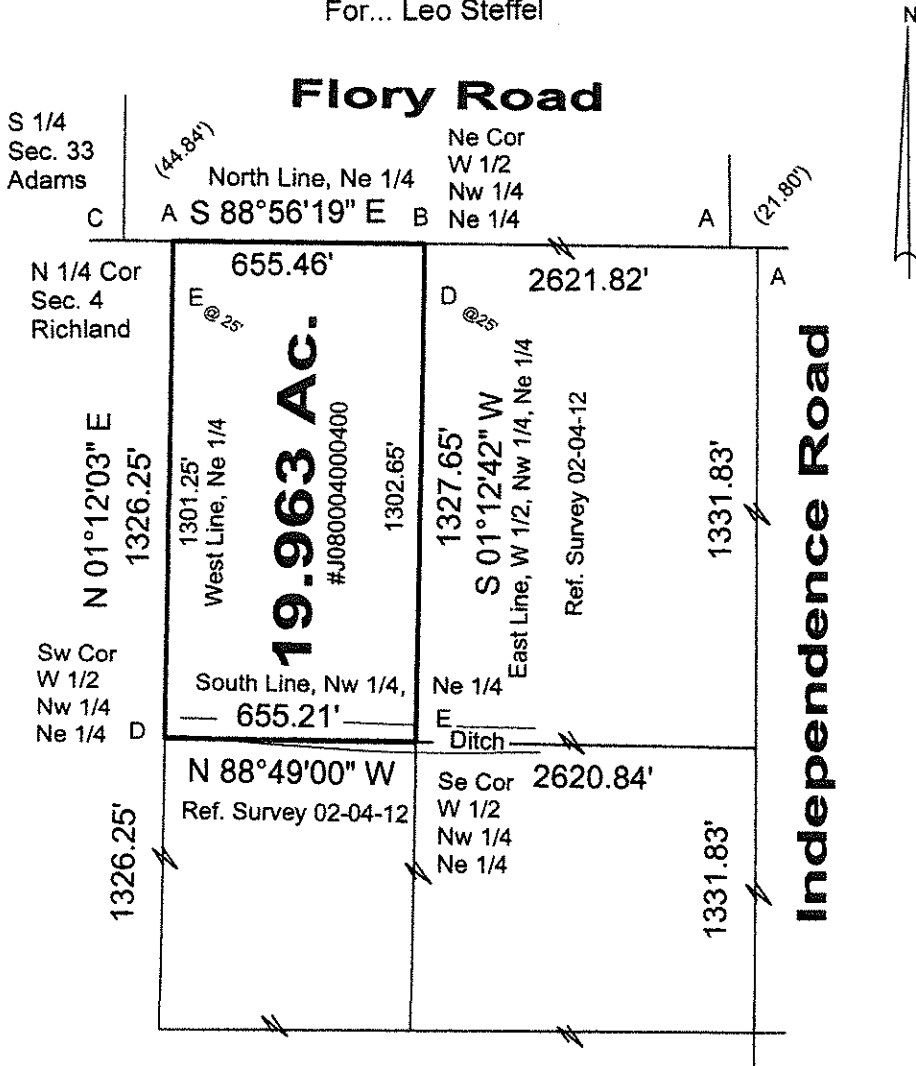 For... Leo Steffel
N
Flory Road
S 1/4
Sec. 33
Adams
(44.84')
North Line, Ne 1/4
Ne Cor
W 1/2
Nw 1/4
Ne 1/4
(21.80')
C
A
S 88°56'19" E
B
A
N 1/4 Cor
Sec. 4
Richland
655.46'
2621.82'
A
E
@ 25'
D
@25'
N 01°12'03" E
1326.25'
1301.25'
West Line, Ne 1/4
19.963 Ac.
#J080004000400
1302.65'
1327.65'
S 01°12'42" W
East Line, W 1/2, Nw 1/4, Ne 1/4
Ref. Survey 02-04-12
1331.83'
Independence Road
Sw Cor
W 1/2
Nw 1/4
Ne 1/4
D
South Line, Nw 1/4,
Ne 1/4
655.21'
E
Ditch
N 88°49'00" W
Ref. Survey 02-04-12
Se Cor
W 1/2
Nw 1/4
Ne 1/4
2620.84'
1326.25'
1331.83'